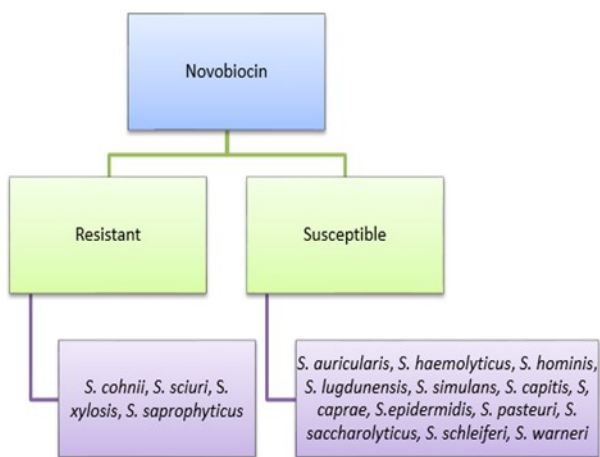 Novobiocin
Resistant
Susceptible
S. cohnii, S. sciuri, S.
xylosis, S. saprophyticus
S. auricularis, S. haemolyticus, S. hominis,
S. lugdunensis, S. simulans, S. capitis, S,
caprae, S.epidermidis, S. pasteuri, S.
saccharolyticus, S. schleiferi, S. warneri